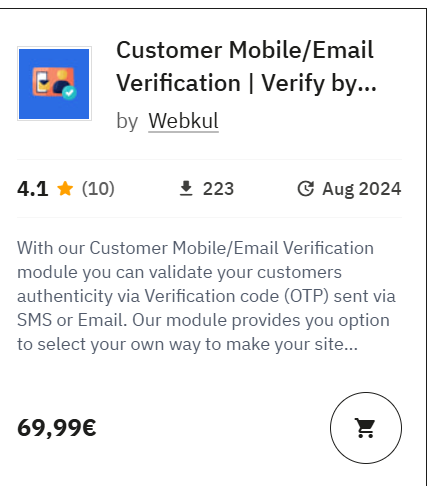 Customer Mobile/Email
Verification | Verify by...
by Webkul
4.1 (10) 223 Aug 2024
With our Customer Mobile/Email Verification
module you can validate your customers
authenticity via Verification code (OTP) sent via
SMS or Email. Our module provides you option
to select your own way to make your site...
69,99€